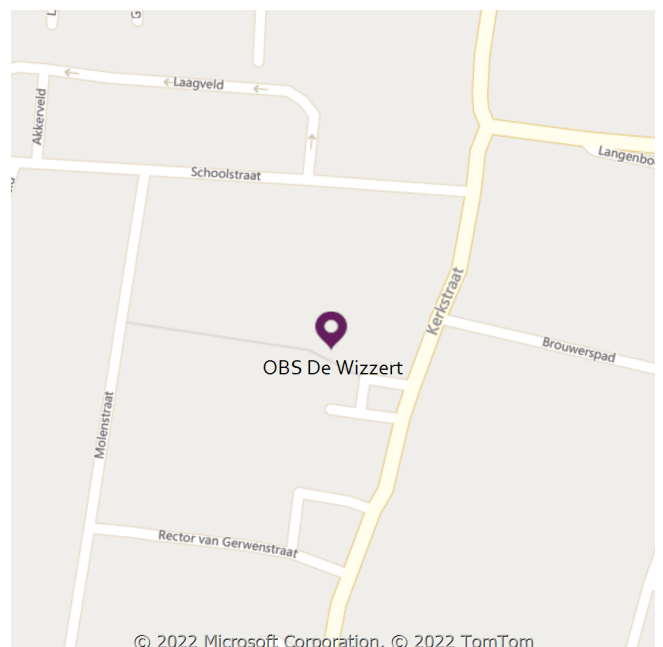 Laagveld
Akkerveld
Schoolstraat
Langenbo
Kerkstraat
Brouwerspad
OBS De Wizzert
Molenstraat
Rector van Gerwenstraat
© 2022 Microsoft Corporation, © 2022 TomTom